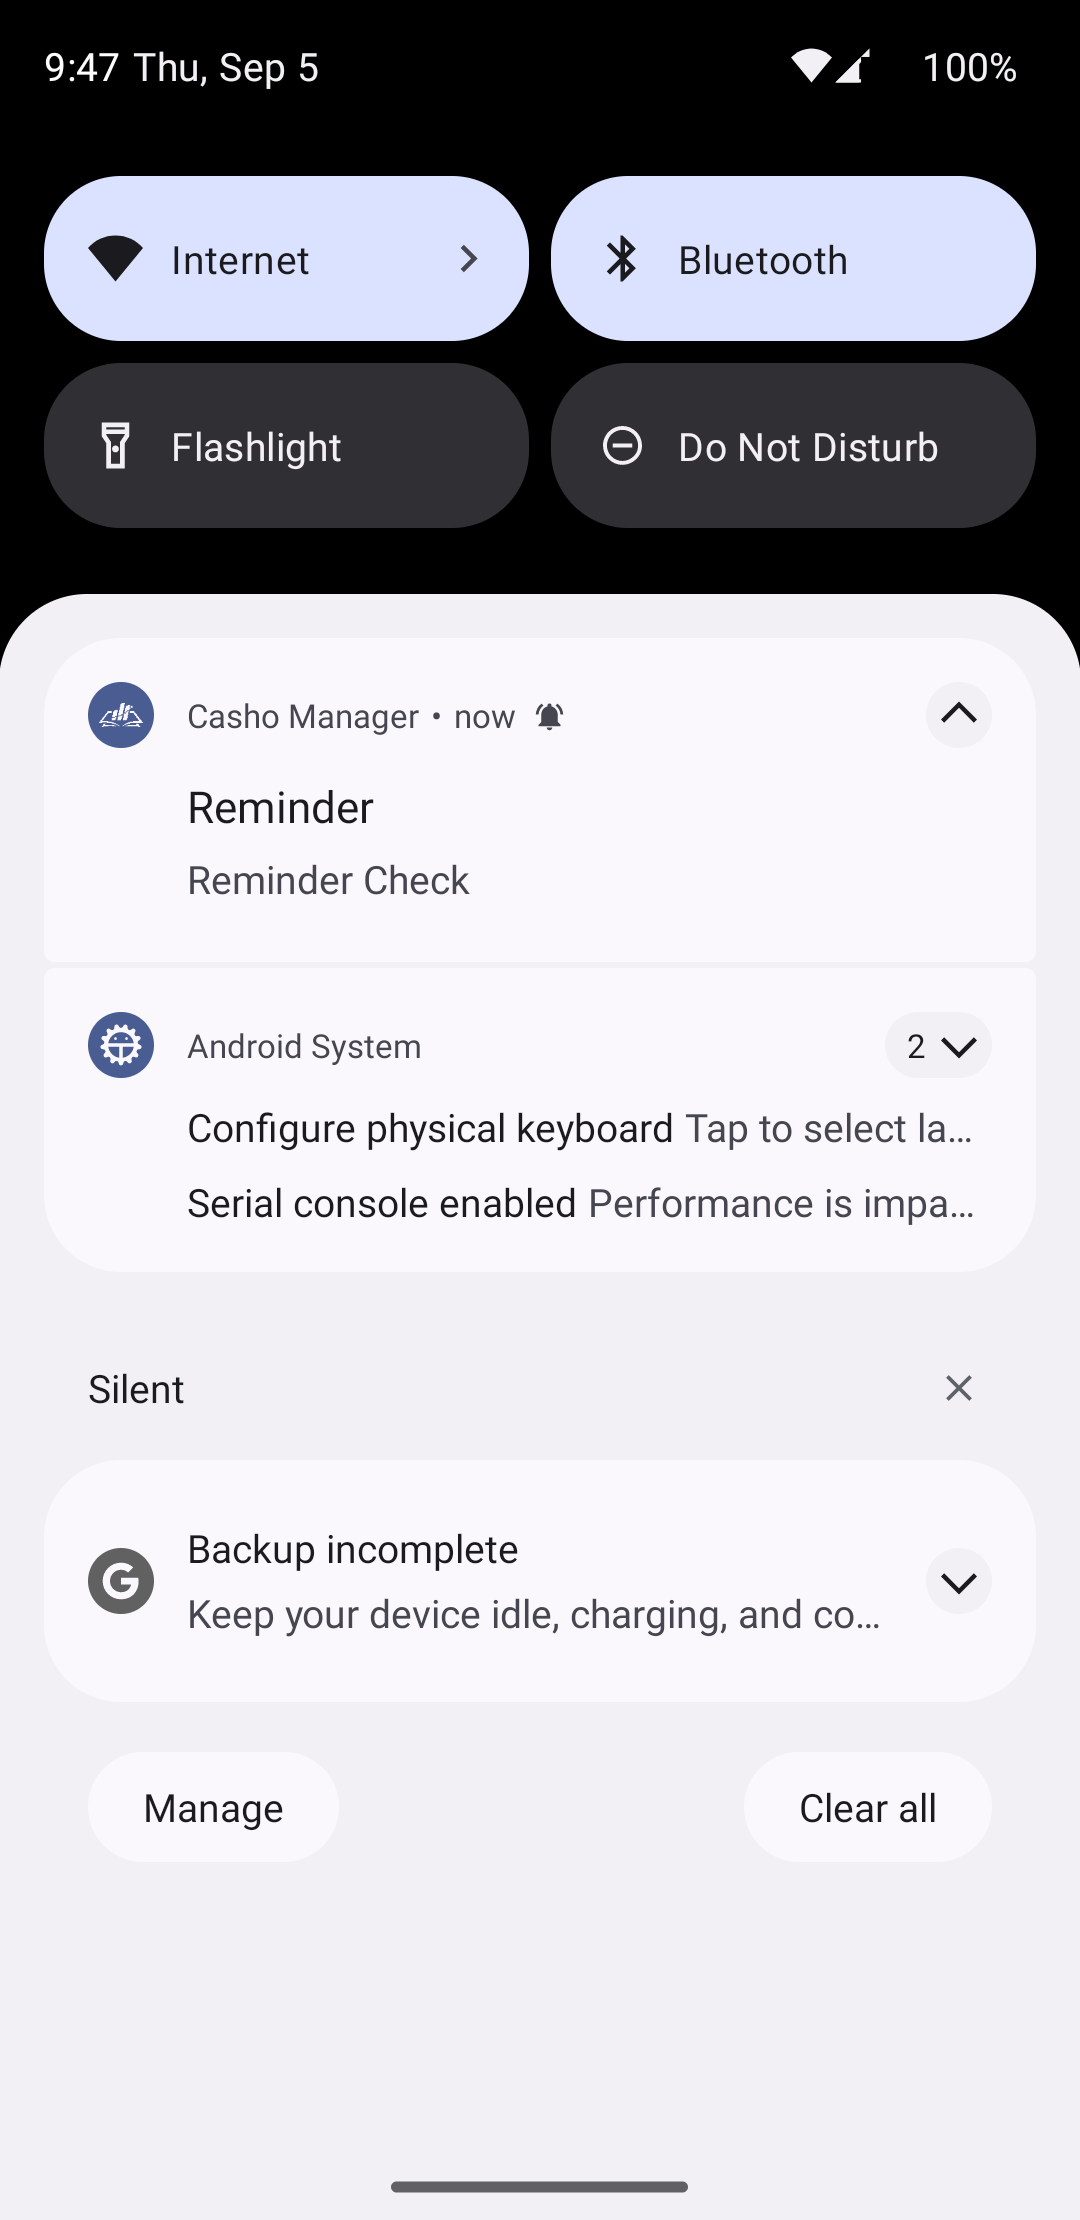 9:47 Thu, Sep 5
100%
Internet
Bluetooth
Flashlight
Do Not Disturb
Casho Manager • now
Reminder
Reminder Check
Android System
2
Configure physical keyboard Tap to select la…
Serial console enabled Performance is impa…
Silent
Backup incomplete
Keep your device idle, charging, and co…
Manage
Clear all